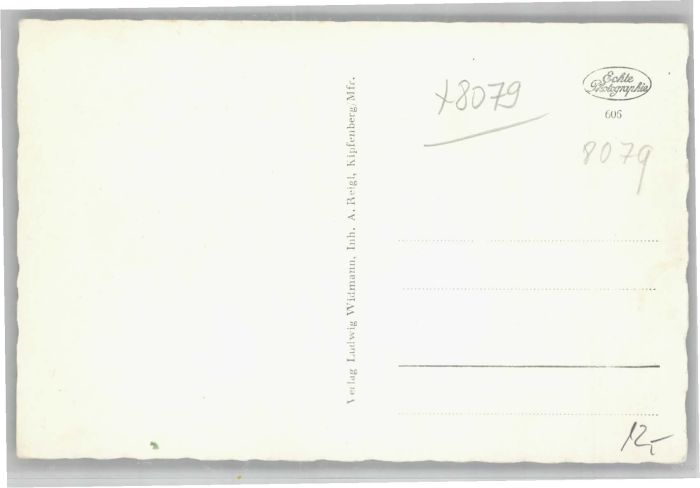 x8079
Echte
Photographie
606
8079
Verlag Ludwig Widmann, Inh. A. Reigl, Kipfenberg/Mfr.
12,-